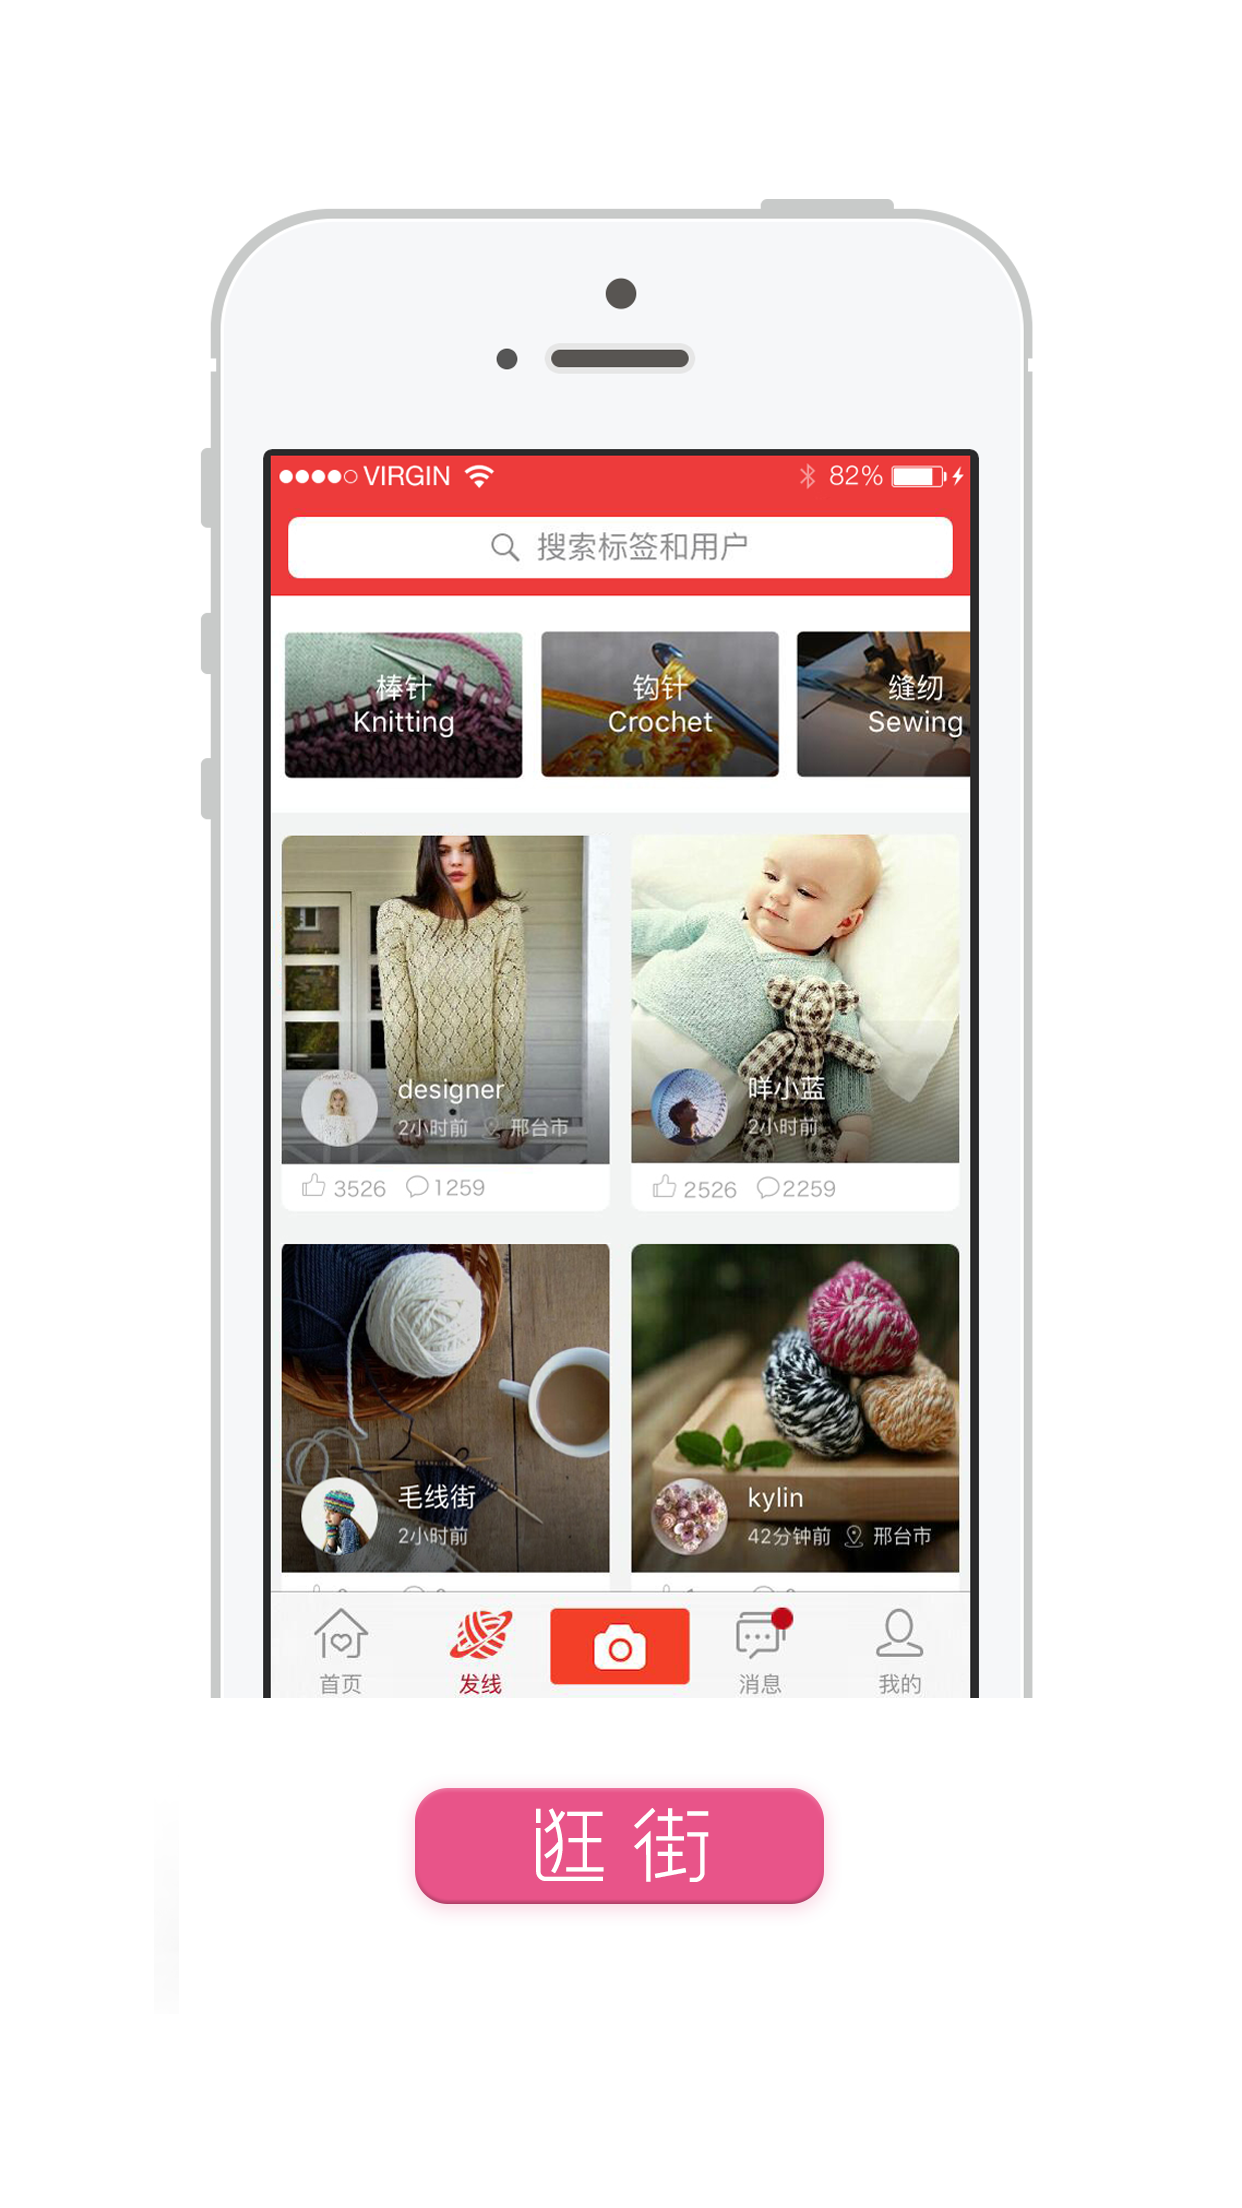 VIRGIN 82%
搜索标签和用户
棒针
Knitting
钩针
Crochet
缝纫
Sewing
designer
2小时前 邢台市
3526 1259
咩小蓝
2小时前
2526 2259
毛线街
2小时前
kylin
42分钟前 邢台市
首页
发线
消息
我的
逛街